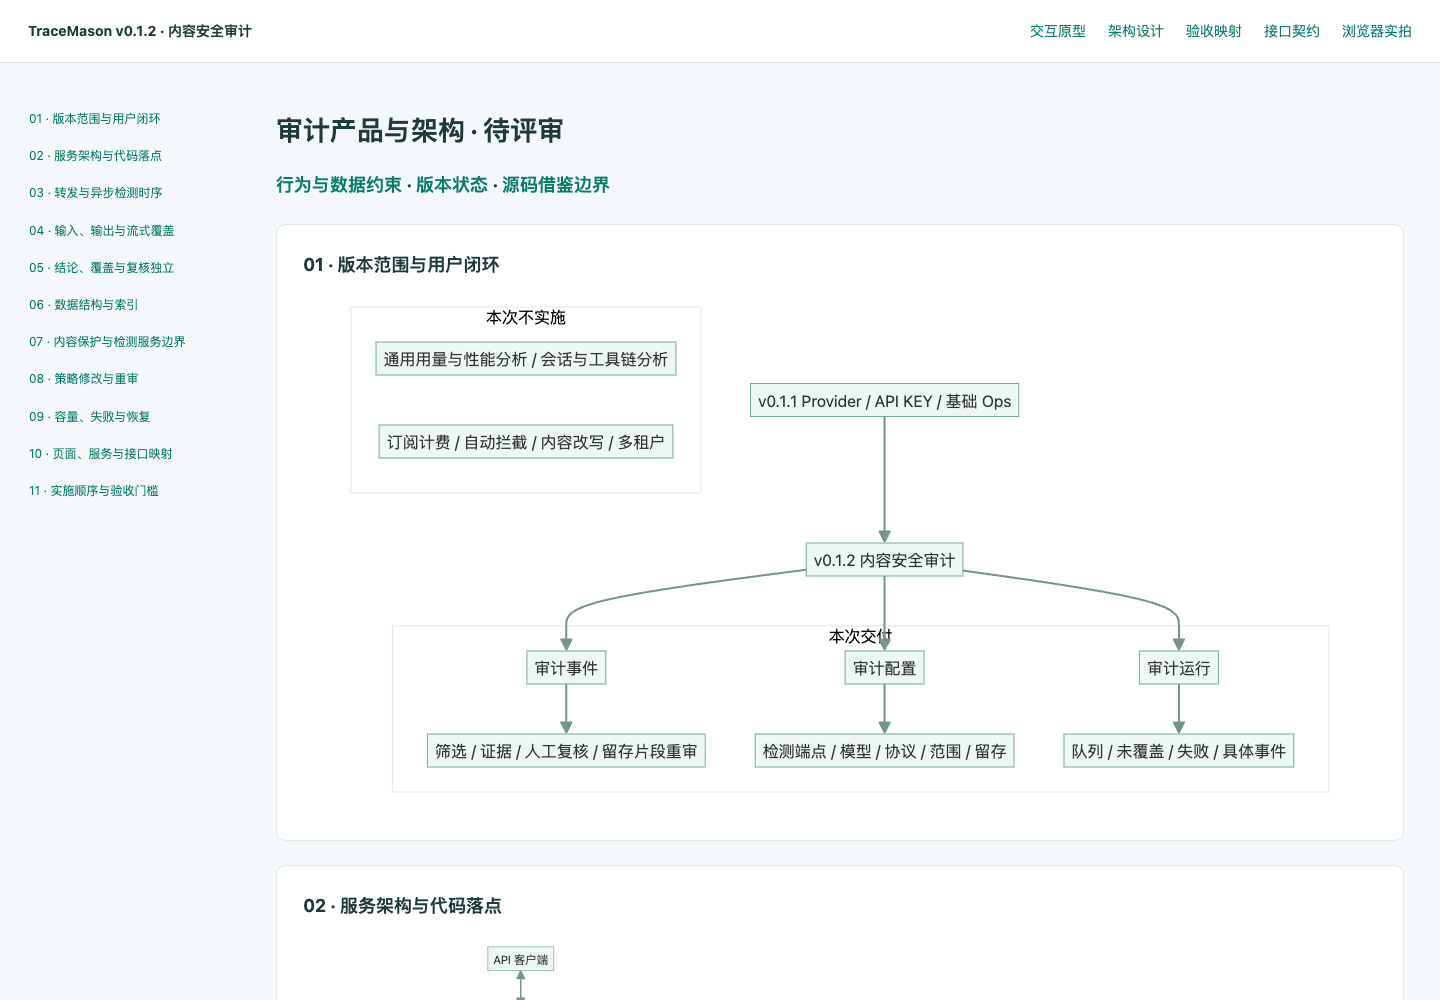 TraceMason v0.1.2 · 内容安全审计
交互原型 架构设计 验收映射 接口契约 浏览器实拍
01 · 版本范围与用户闭环
02 · 服务架构与代码落点
03 · 转发与异步检测时序
04 · 输入、输出与流式覆盖
05 · 结论、覆盖与复核独立
06 · 数据结构与索引
07 · 内容保护与检测服务边界
08 · 策略修改与重审
09 · 容量、失败与恢复
10 · 页面、服务与接口映射
11 · 实施顺序与验收门槛
审计产品与架构 · 待评审
行为与数据约束 · 版本状态 · 源码借鉴边界
01 · 版本范围与用户闭环
本次不实施
通用用量与性能分析 / 会话与工具链分析
订阅计费 / 自动拦截 / 内容改写 / 多租户
v0.1.1 Provider / API KEY / 基础 Ops
v0.1.2 内容安全审计
本次交付
审计事件 审计配置 审计运行
筛选 / 证据 / 人工复核 / 留存片段重审
检测端点 / 模型 / 协议 / 范围 / 留存
队列 / 未覆盖 / 失败 / 具体事件
02 · 服务架构与代码落点
API 客户端